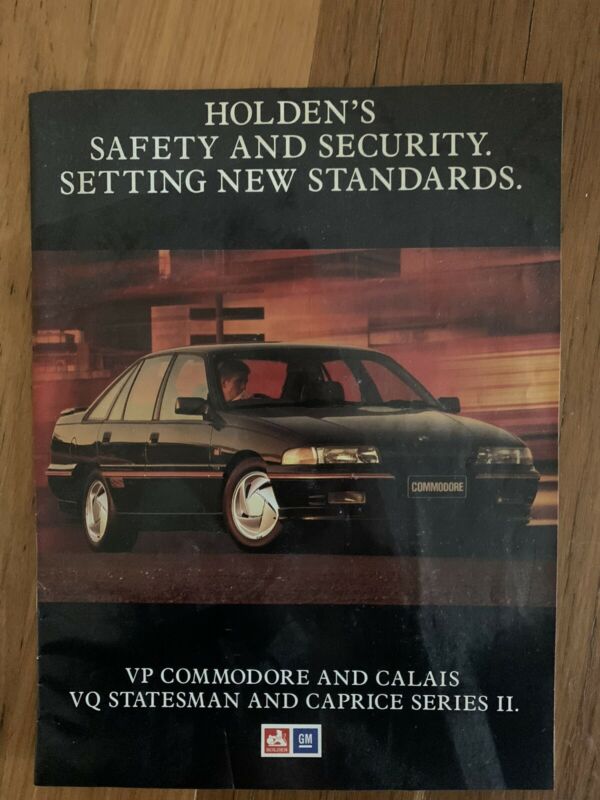 HOLDEN'S
SAFETY AND SECURITY.
SETTING NEW STANDARDS.
COMMODORE
VP COMMODORE AND CALAIS
VQ STATESMAN AND CAPRICE SERIES II.
HOLDEN
GM